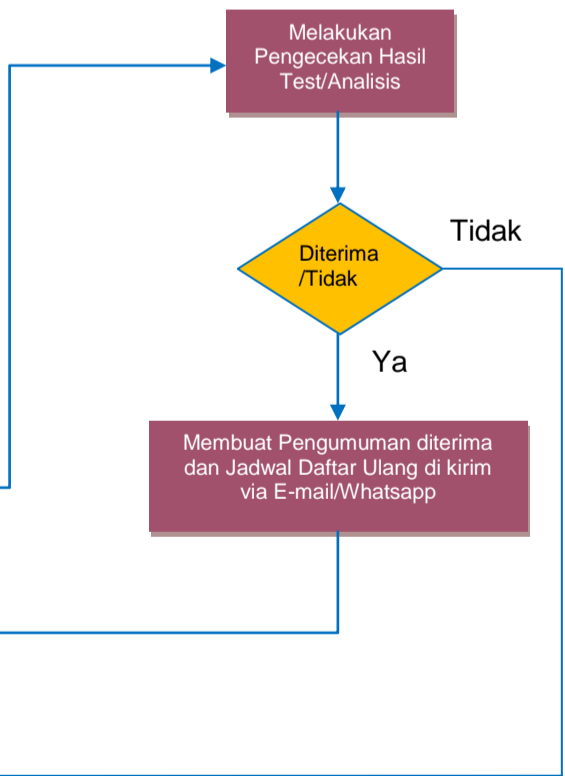 Melakukan
Pengecekan Hasil
Test/Analisis
Tidak
Diterima
/Tidak
Ya
Membuat Pengumuman diterima
dan Jadwal Daftar Ulang di kirim
via E-mail/Whatsapp